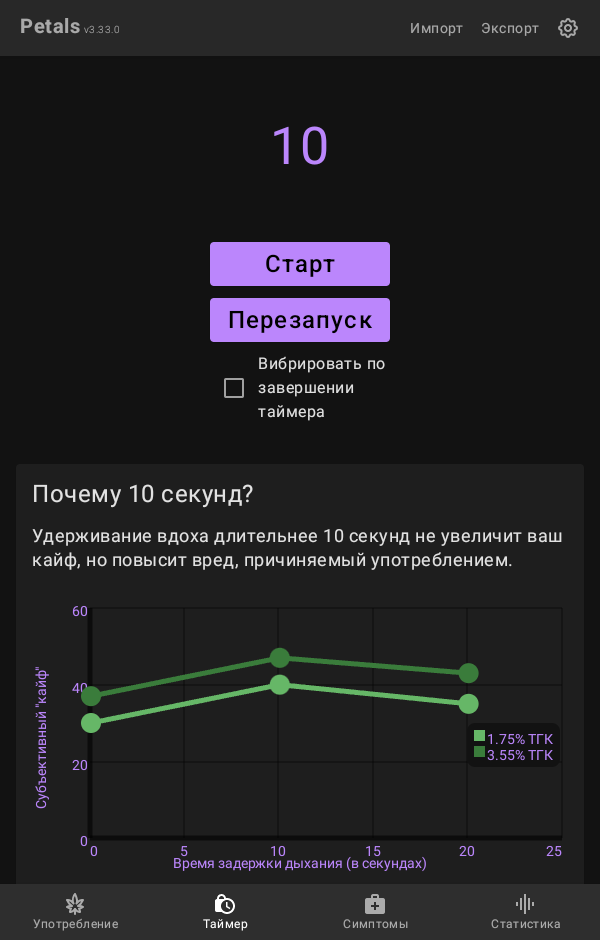 Petals v3.33.0
Импорт Экспорт
10
Старт
Перезапуск
Вибрировать по
завершении
таймера
Почему 10 секунд?
Удерживание вдоха длительнее 10 секунд не увеличит ваш
кайф, но повысит вред, причиняемый употреблением.
60
40
20
0
Субъективный "кайф"
1.75% ТГК
3.55% ТГК
0 5 10 15 20 25
Время задержки дыхания (в секундах)
Употребление Таймер Симптомы Статистика